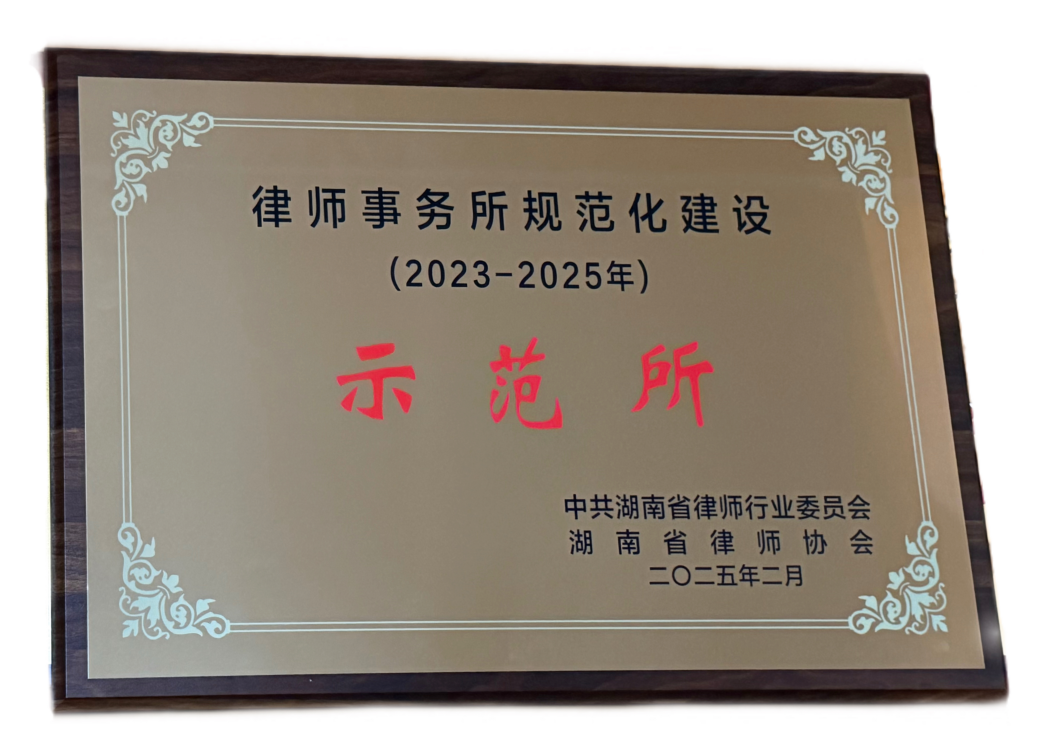 律师事务所规范化建设
(2023-2025年)
示范所
中共湖南省律师行业委员会
湖南省律师协会
二〇二五年二月